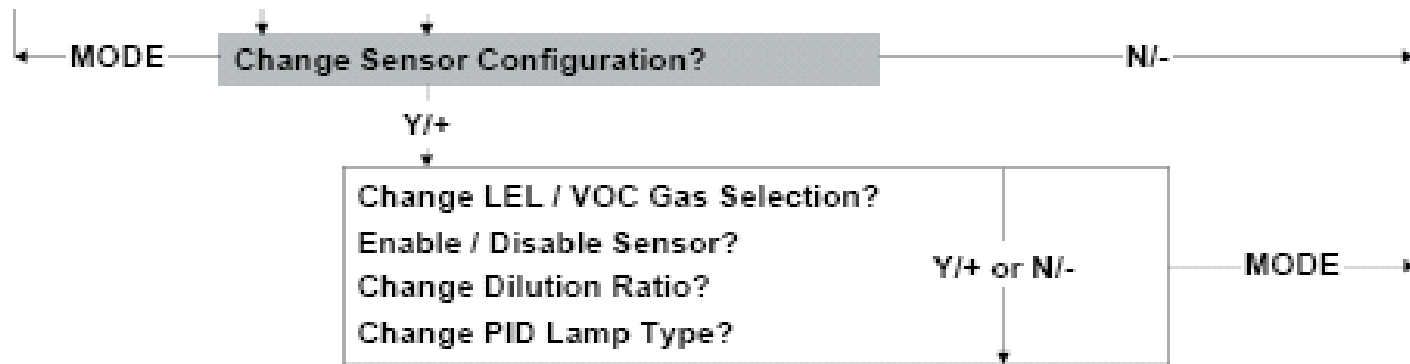 MODE Change Sensor Configuration? N/-
Y/+
Change LEL / VOC Gas Selection?
Enable / Disable Sensor?
Y/+ or N/- MODE
Change Dilution Ratio?
Change PID Lamp Type?